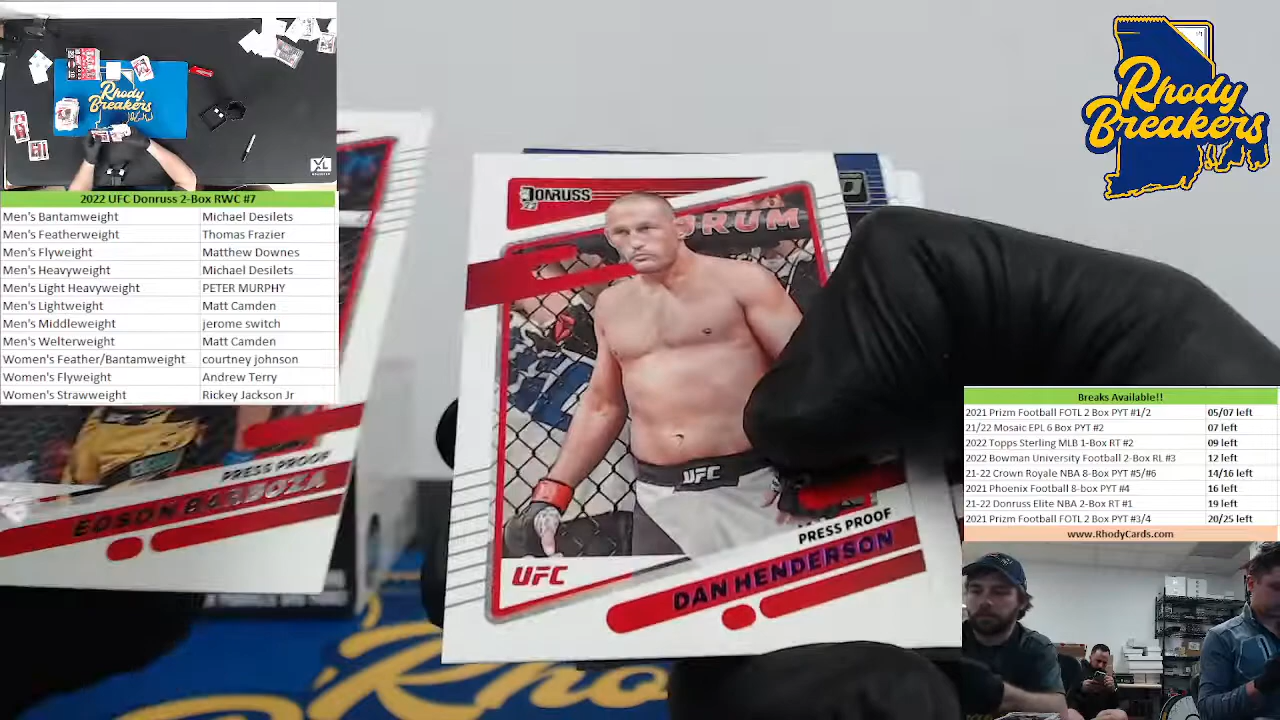 Rhody
Breakers
XL
2022 UFC Donruss 2-Box RWC #7
Men's Bantamweight Michael Desilets
Men's Featherweight Thomas Frazier
Men's Flyweight Matthew Downes
Men's Heavyweight Michael Desilets
Men's Light Heavyweight PETER MURPHY
Men's Lightweight Matt Camden
Men's Middleweight jerome switch
Men's Welterweight Matt Camden
Women's Feather/Bantamweight courtney johnson
Women's Flyweight Andrew Terry
Women's Strawweight Rickey Jackson Jr
PRESS PROOF
EDSON BARBOZA
DONRUSS
ORUM
UFC
PRESS PROOF
UFC
DAN HENDERSON
Rho
Rhody
Breakers
Breaks Available!!
2021 Prizm Football FOTL 2 Box PYT #1/2 05/07 left
21/22 Mosaic EPL 6 Box PYT #2 07 left
2022 Topps Sterling MLB 1-Box RT #2 09 left
2022 Bowman University Football 2-Box RL #3 12 left
21-22 Crown Royale NBA 8-Box PYT #5/#6 14/16 left
2021 Phoenix Football 8-box PYT #4 16 left
21-22 Donruss Elite NBA 2-Box RT #1 19 left
2021 Prizm Football FOTL 2 Box PYT #3/4 20/25 left
www.RhodyCards.com